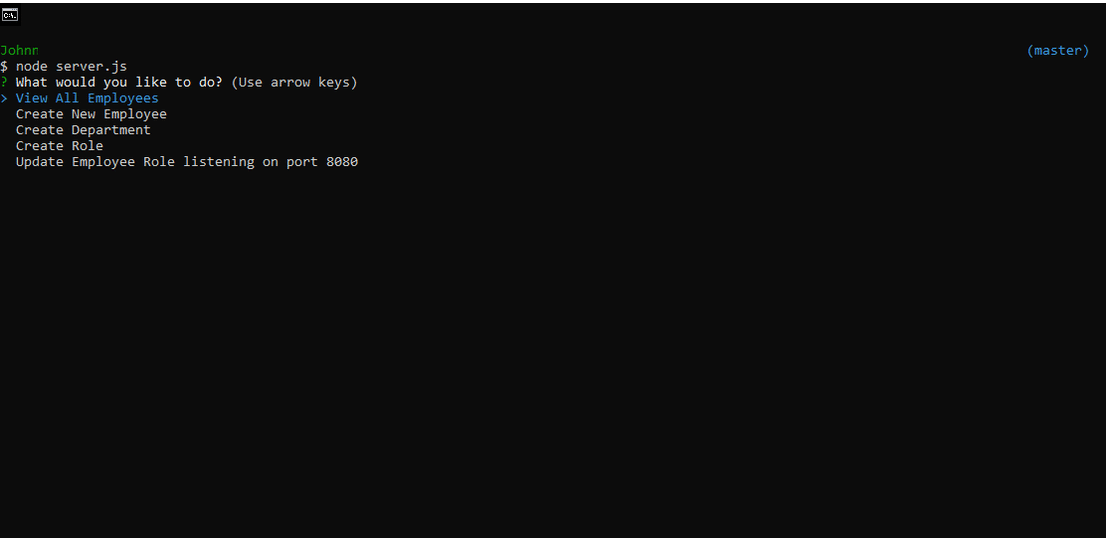 Johnn (master)
$ node server.js
? What would you like to do? (Use arrow keys)
> View All Employees
Create New Employee
Create Department
Create Role
Update Employee Role listening on port 8080